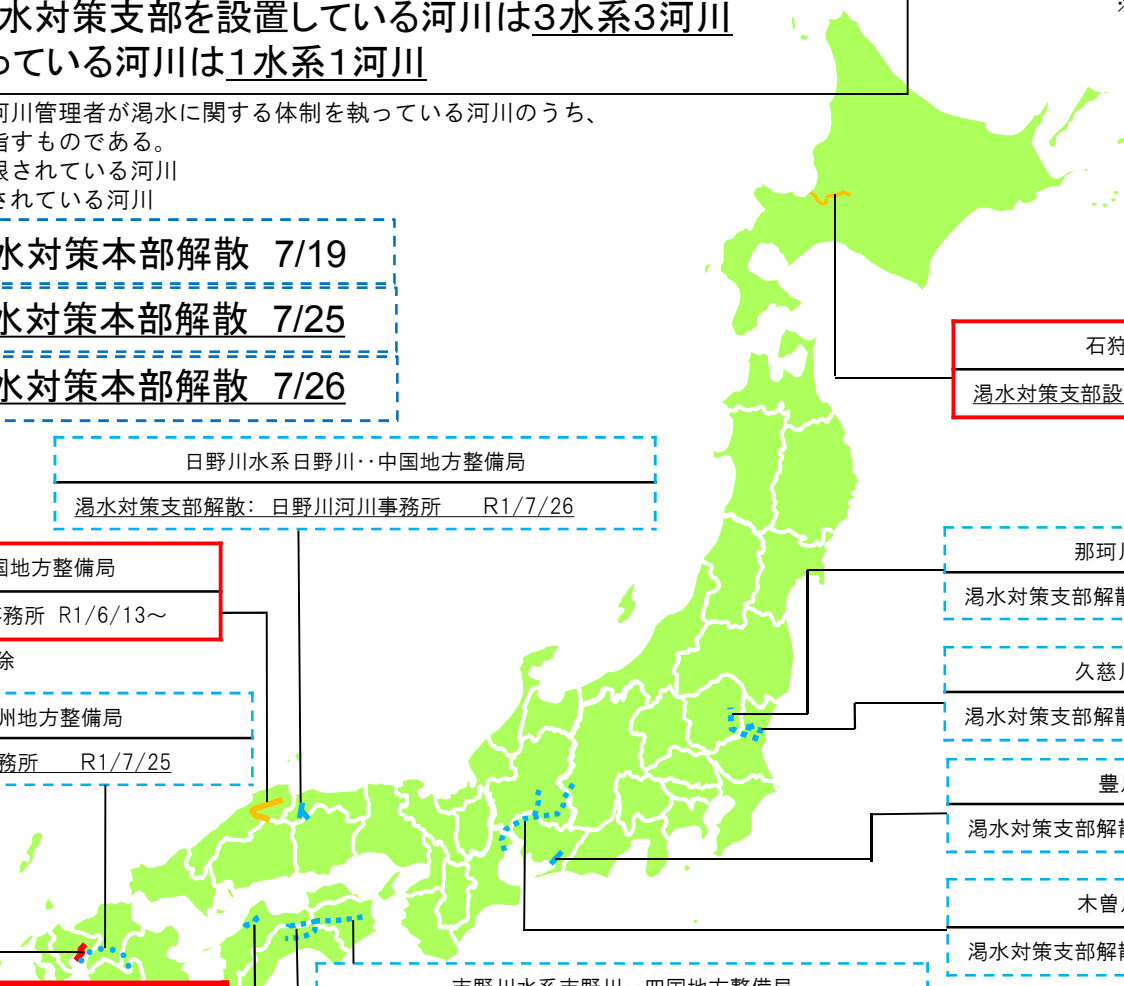 水対策支部を設置している河川は３水系３河川
っている河川は１水系１河川
河川管理者が渇水に関する体制を執っている河川のうち、
指すものである。
限されている河川
されている河川
水対策本部解散 7/19
水対策本部解散 7/25
水対策本部解散 7/26
石狩
渇水対策支部設
日野川水系日野川‥中国地方整備局
渇水対策支部解散： 日野川河川事務所 R1/7/26
国地方整備局
事務所 R1/6/13～
除
州地方整備局
務所 R1/7/25
那珂川
渇水対策支部解散
久慈川
渇水対策支部解散
豊川
渇水対策支部解散
木曽川
渇水対策支部解散